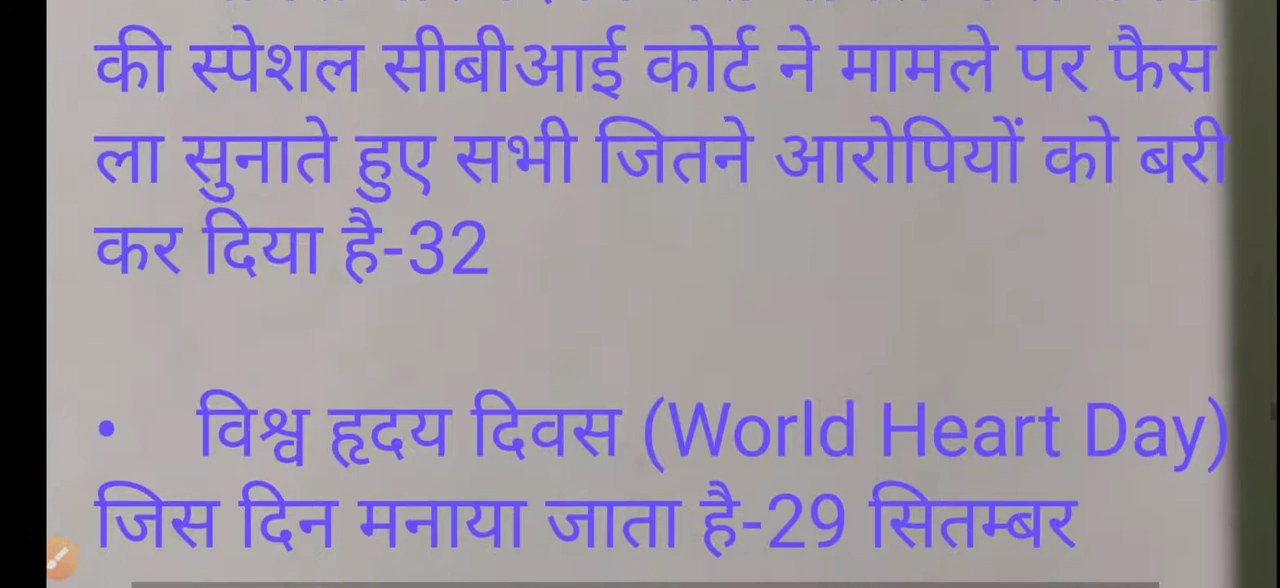 की स्पेशल सीबीआई कोर्ट ने मामले पर फैस
ला सुनाते हुए सभी जितने आरोपियों को बरी
कर दिया है-32
• विश्व हृदय दिवस (World Heart Day)
जिस दिन मनाया जाता है-29 सितम्बर